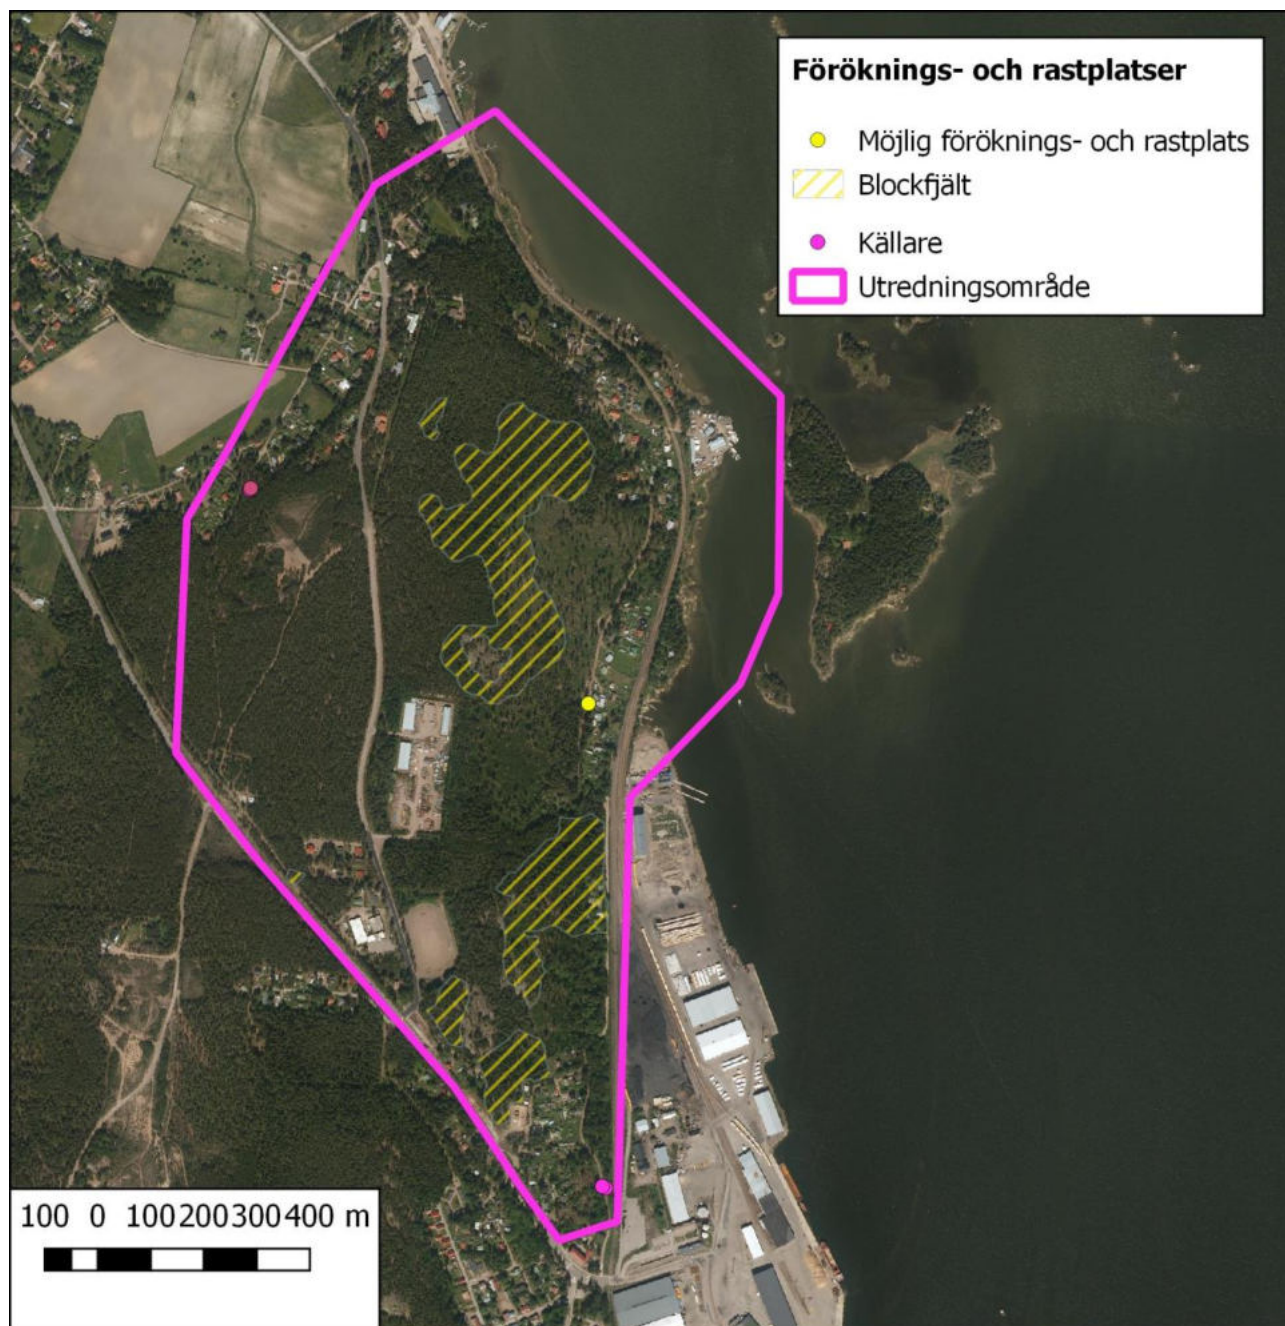 Föröknings- och rastplatser
Möjlig föröknings- och rastplats
Blockfjält
Källare
Utredningsområde
100 0 100 200 300 400 m